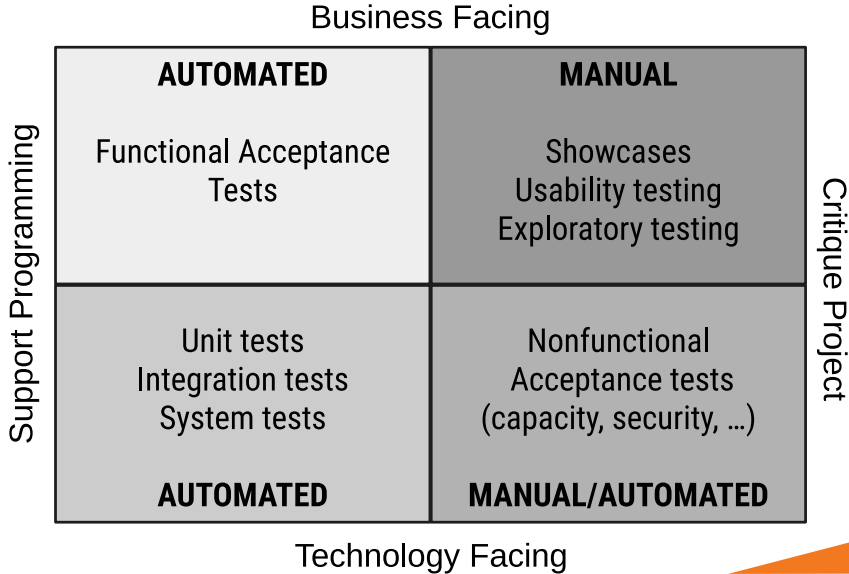 Business Facing
Support Programming
AUTOMATED
Functional Acceptance
Tests
MANUAL
Showcases
Usability testing
Exploratory testing
Critique Project
Unit tests
Integration tests
System tests
AUTOMATED
Nonfunctional
Acceptance tests
(capacity, security, …)
MANUAL/AUTOMATED
Technology Facing